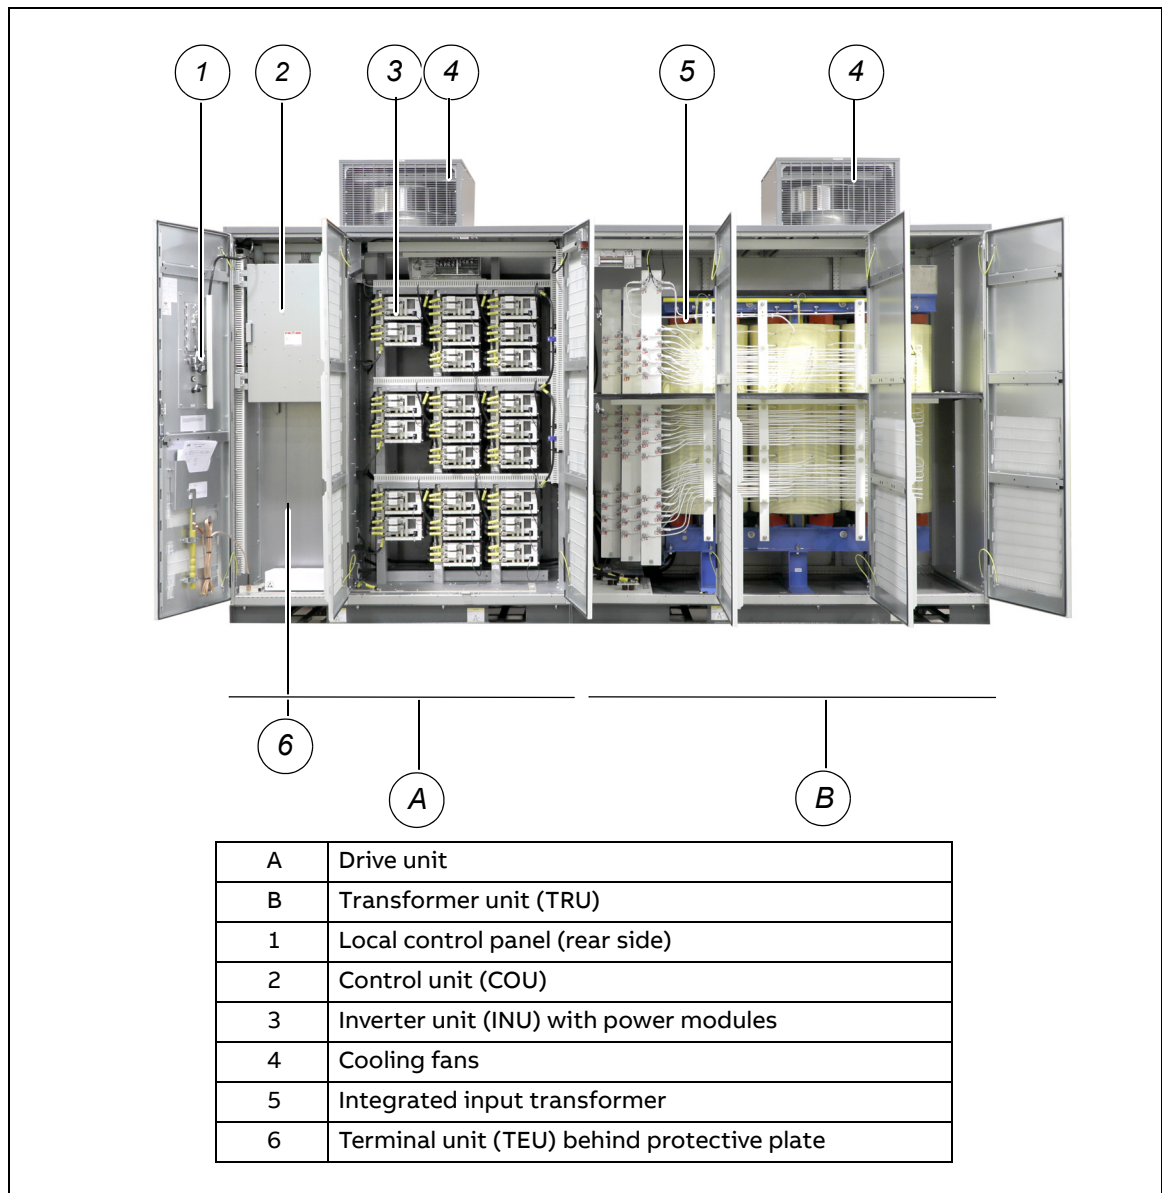 1 2 3 4 5 4
6
A B
A Drive unit
B Transformer unit (TRU)
1 Local control panel (rear side)
2 Control unit (COU)
3 Inverter unit (INU) with power modules
4 Cooling fans
5 Integrated input transformer
6 Terminal unit (TEU) behind protective plate